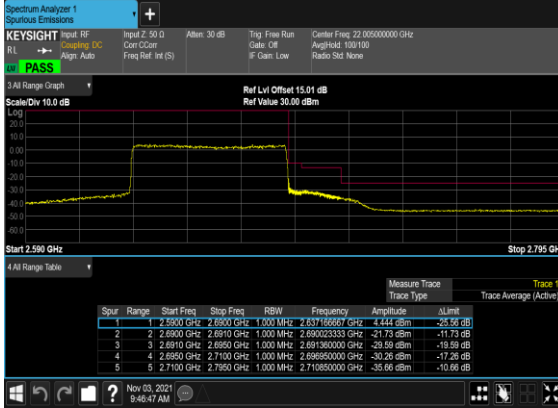 Spectrum Analyzer 1
Spurious Emissions
+
KEYSIGHT Input: RF Input Z: 50 Ω Atten: 30 dB Trig: Free Run Center Freq: 22.005000000 GHz
RL Coupling: DC Corr CCorr Gate: Off Avg|Hold: 100/100
Align: Auto Freq Ref: Int (S) IF Gain: Low Radio Std: None
LXI PASS
3.All Range Graph
Ref Lvl Offset 15.01 dB
Scale/Div 10.0 dB Ref Value 30.00 dBm
Log
20.0
10.0
0.00
-10.0
-20.0
-30.0
-40.0
-50.0
-60.0
Start 2.590 GHz Stop 2.795 GH
4.All Range Table
Measure Trace Trace 1
Trace Type Trace Average (Active)
Spur Range Start Freq Stop Freq RBW Frequency Amplitude ΔLimit
1 1 2.5900 GHz 2.6900 GHz 1.000 MHz 2.637166667 GHz 4.444 dBm -25.56 dB
2 2 2.6900 GHz 2.6910 GHz 1.000 MHz 2.690023333 GHz -21.73 dBm -11.73 dB
3 3 2.6910 GHz 2.6950 GHz 1.000 MHz 2.691360000 GHz -29.59 dBm -19.59 dB
4 4 2.6950 GHz 2.7100 GHz 1.000 MHz 2.696950000 GHz -30.26 dBm -17.26 dB
5 5 2.7100 GHz 2.7950 GHz 1.000 MHz 2.710850000 GHz -35.66 dBm -10.66 dB
? Nov 03, 2021
9:46:47 AM